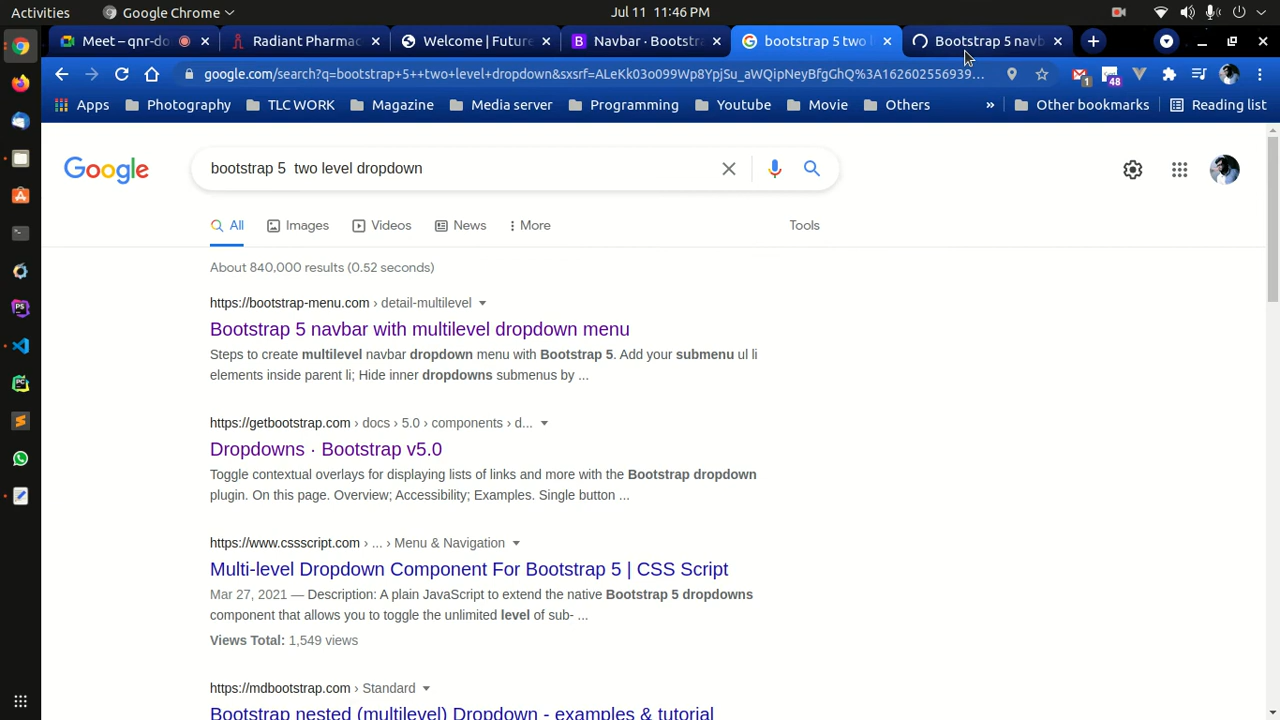 Activities
Google Chrome
Jul 11 11:46 PM
Meet – qnr-do
Radiant Pharmac
Welcome | Future
Navbar · Bootstra
bootstrap 5 two l
Bootstrap 5 navb
google.com/search?q=bootstrap+5++two+level+dropdown&sxsrf=ALeKk03o099Wp8YpjSu_aWQipNeyBfgGhQ%3A162602556939...
1
48
Apps
Photography
TLC WORK
Magazine
Media server
Programming
Youtube
Movie
Others
»
Other bookmarks
Reading list
Google
bootstrap 5  two level dropdown
All
Images
Videos
News
More
Tools
About 840,000 results (0.52 seconds)
https://bootstrap-menu.com › detail-multilevel
Bootstrap 5 navbar with multilevel dropdown menu
Steps to create multilevel navbar dropdown menu with Bootstrap 5. Add your submenu ul li
elements inside parent li; Hide inner dropdowns submenus by ...
https://getbootstrap.com › docs › 5.0 › components › d...
Dropdowns · Bootstrap v5.0
Toggle contextual overlays for displaying lists of links and more with the Bootstrap dropdown
plugin. On this page. Overview; Accessibility; Examples. Single button ...
https://www.cssscript.com › ... › Menu & Navigation
Multi-level Dropdown Component For Bootstrap 5 | CSS Script
Mar 27, 2021 — Description: A plain JavaScript to extend the native Bootstrap 5 dropdowns
component that allows you to toggle the unlimited level of sub- ...
Views Total: 1,549 views
https://mdbootstrap.com › Standard
Bootstrap nested (multilevel) Dropdown - examples & tutorial